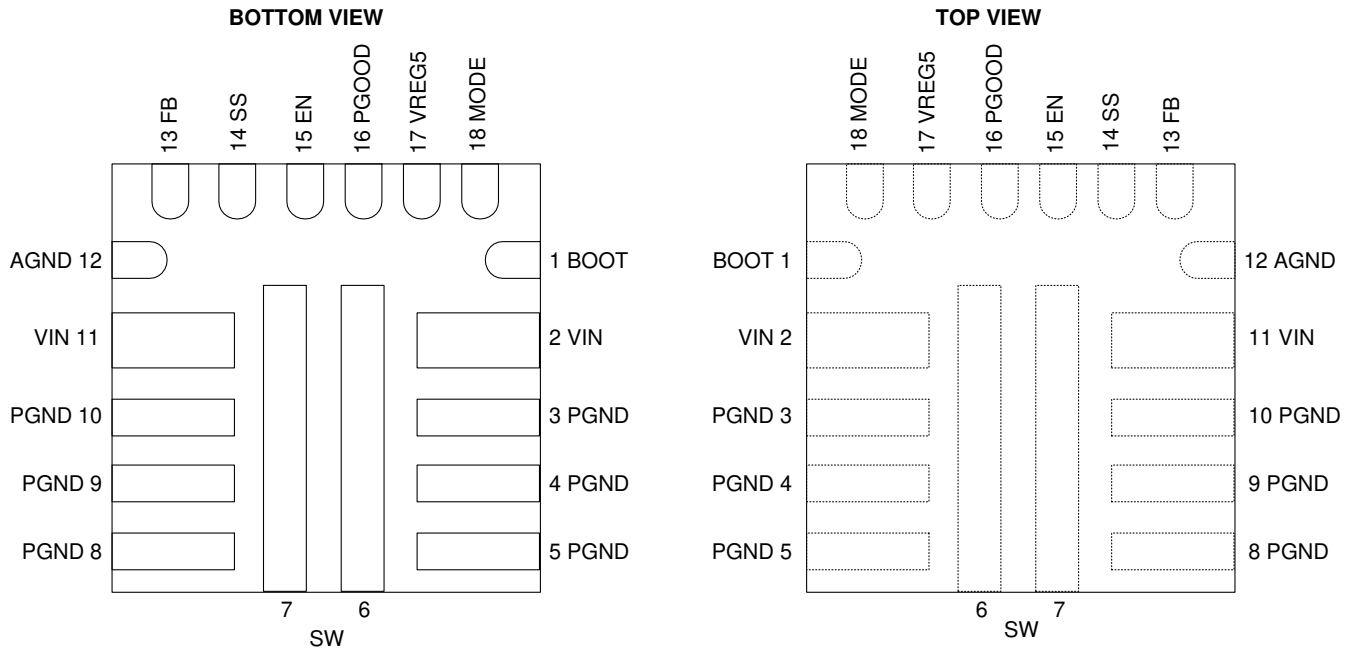 BOTTOM VIEW
13 FB
14 SS
15 EN
16 PGOOD
17 VREG5
18 MODE
AGND 12
1 BOOT
VIN 11
2 VIN
PGND 10
3 PGND
PGND 9
4 PGND
PGND 8
5 PGND
7
6
SW
TOP VIEW
18 MODE
17 VREG5
16 PGOOD
15 EN
14 SS
13 FB
BOOT 1
12 AGND
VIN 2
11 VIN
PGND 3
10 PGND
PGND 4
9 PGND
PGND 5
8 PGND
6
7
SW